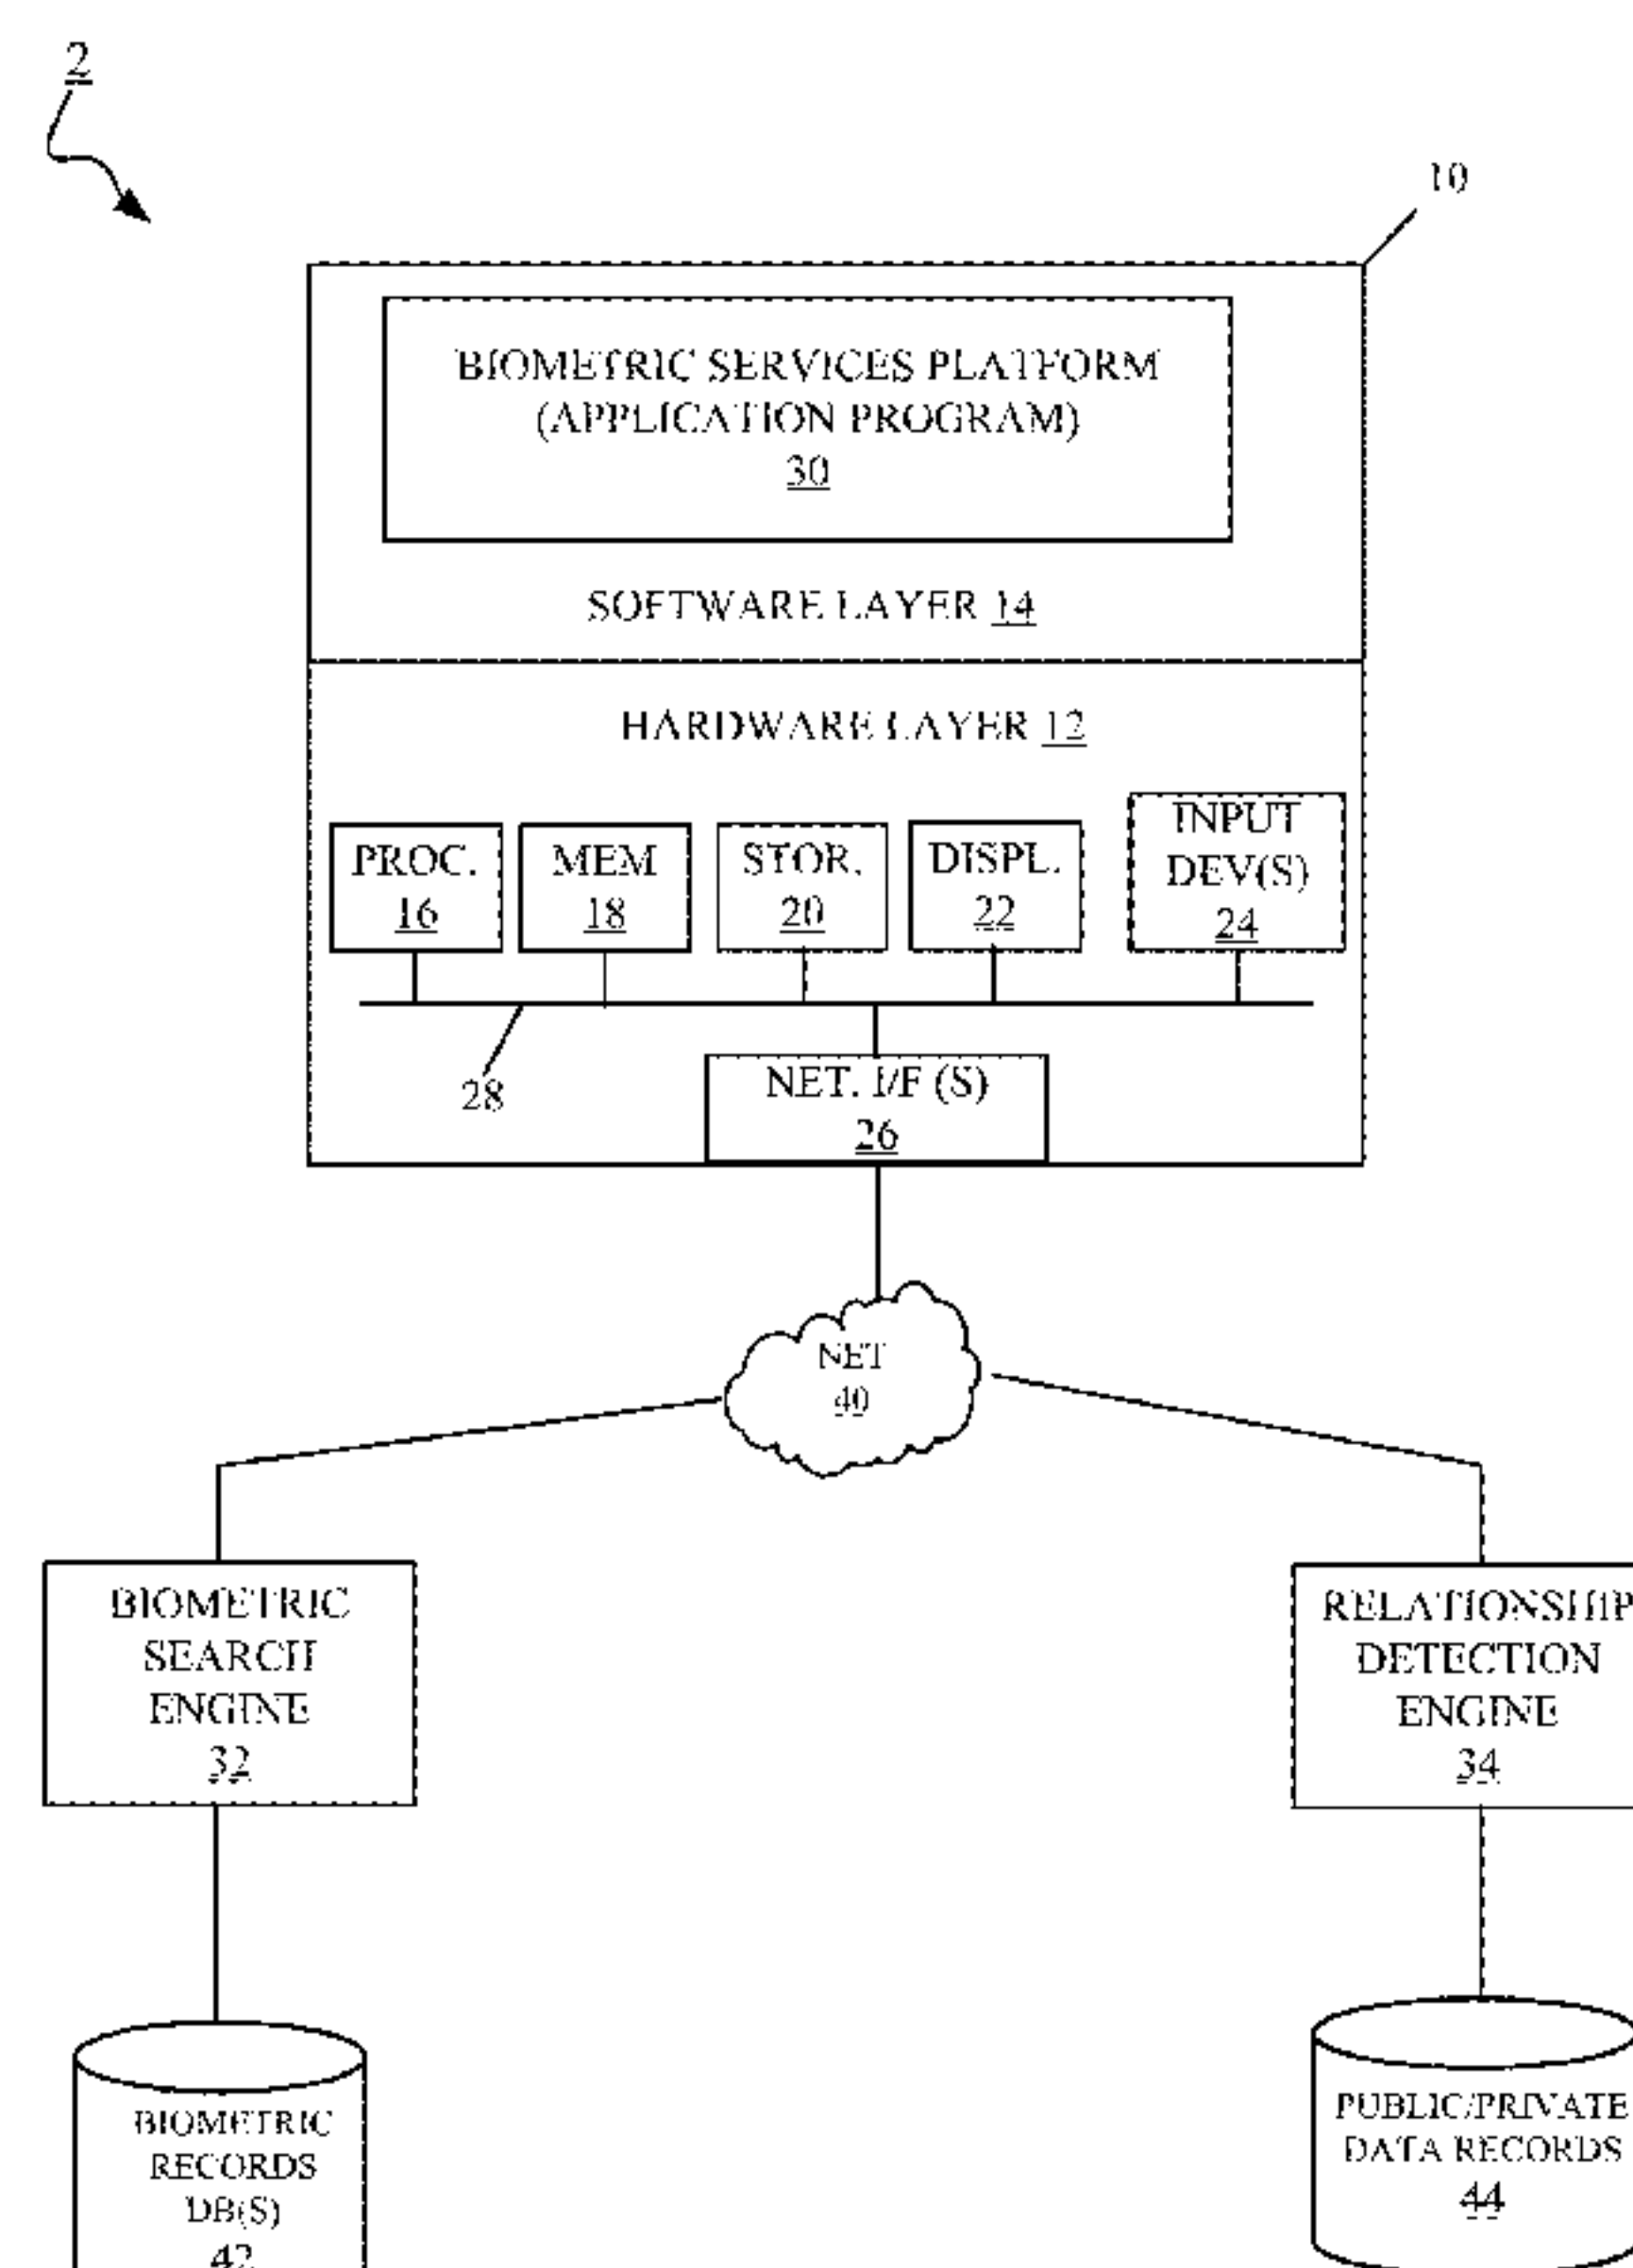 2
10
BIOMETRIC SERVICES PLATFORM
(APPLICATION PROGRAM)
30
SOFTWARE LAYER 14
HARDWARE LAYER 12
PROC.
16
MEM
18
STOR.
20
DISPL.
22
INPUT
DEV(S)
24
28
NET. I/F (S)
26
NET
40
BIOMETRIC
SEARCH
ENGINE
32
RELATIONSHIP
DETECTION
ENGINE
34
BIOMETRIC
RECORDS
DB(S)
42
PUBLIC/PRIVATE
DATA RECORDS
44